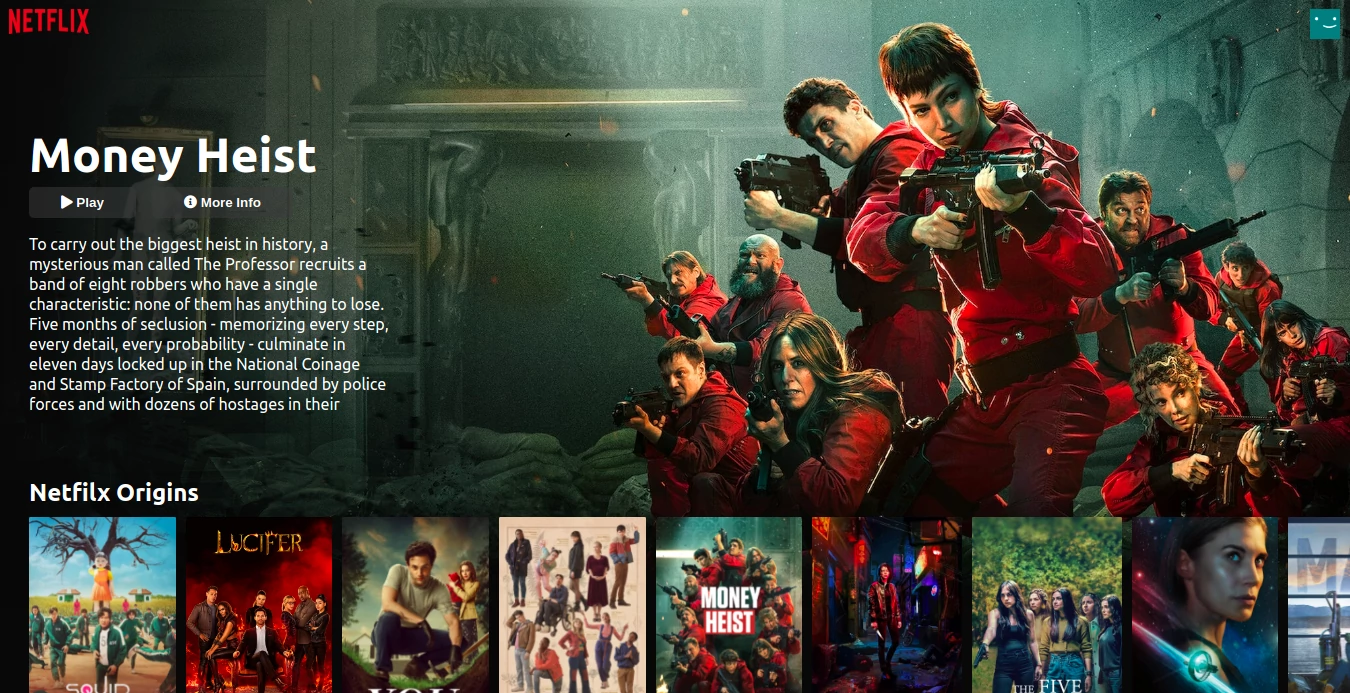 NETFLIX
Money Heist
Play
More Info
To carry out the biggest heist in history, a
mysterious man called The Professor recruits a
band of eight robbers who have a single
characteristic: none of them has anything to lose.
Five months of seclusion - memorizing every step,
every detail, every probability - culminate in
eleven days locked up in the National Coinage
and Stamp Factory of Spain, surrounded by police
forces and with dozens of hostages in their
Netfilx Origins
SQUID
LUCIFER
YOU
MONEY
HEIST
THE FIVE
M